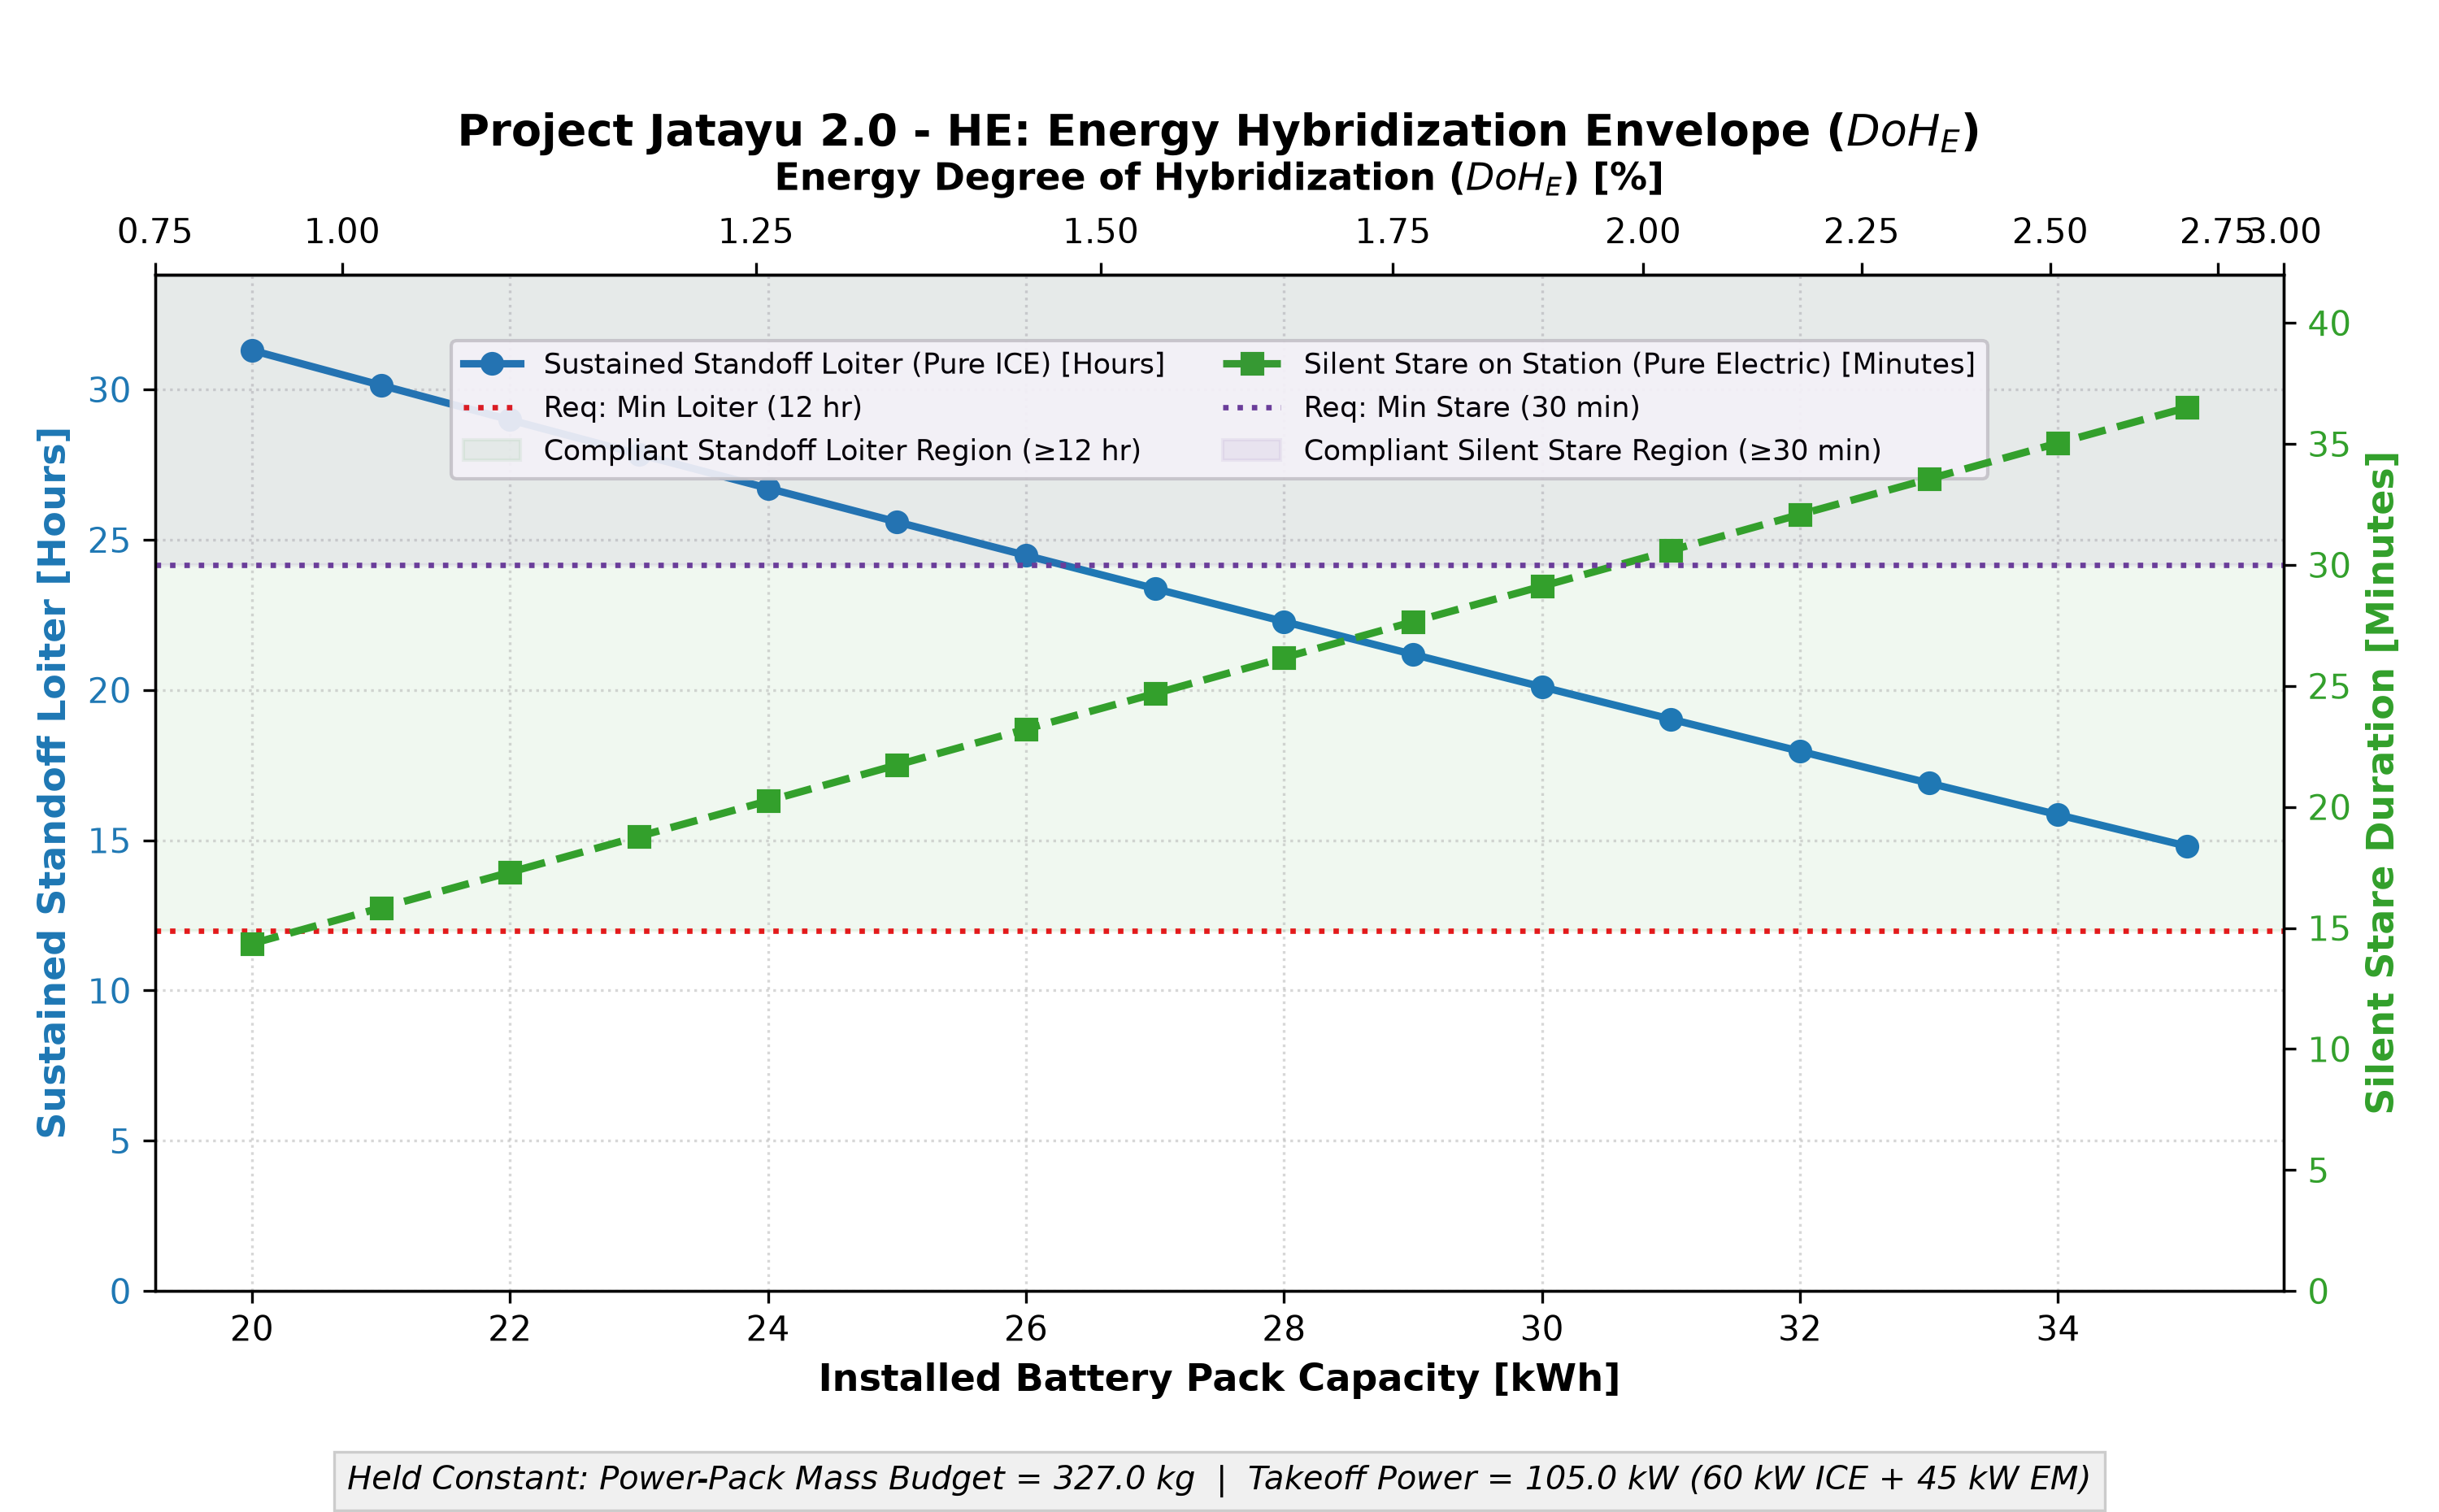 Project Jatayu 2.0 - HE: Energy Hybridization Envelope (DoH_E)
Energy Degree of Hybridization (DoH_E) [%]
0.75 1.00 1.25 1.50 1.75 2.00 2.25 2.50 2.75 3.00
Sustained Standoff Loiter (Pure ICE) [Hours]
Req: Min Loiter (12 hr)
Compliant Standoff Loiter Region (≥12 hr)
Silent Stare on Station (Pure Electric) [Minutes]
Req: Min Stare (30 min)
Compliant Silent Stare Region (≥30 min)
Sustained Standoff Loiter [Hours]
30
25
20
15
10
5
0
40
35
30
25
20
15
10
5
0
Silent Stare Duration [Minutes]
20 22 24 26 28 30 32 34
Installed Battery Pack Capacity [kWh]
Held Constant: Power-Pack Mass Budget = 327.0 kg | Takeoff Power = 105.0 kW (60 kW ICE + 45 kW EM)